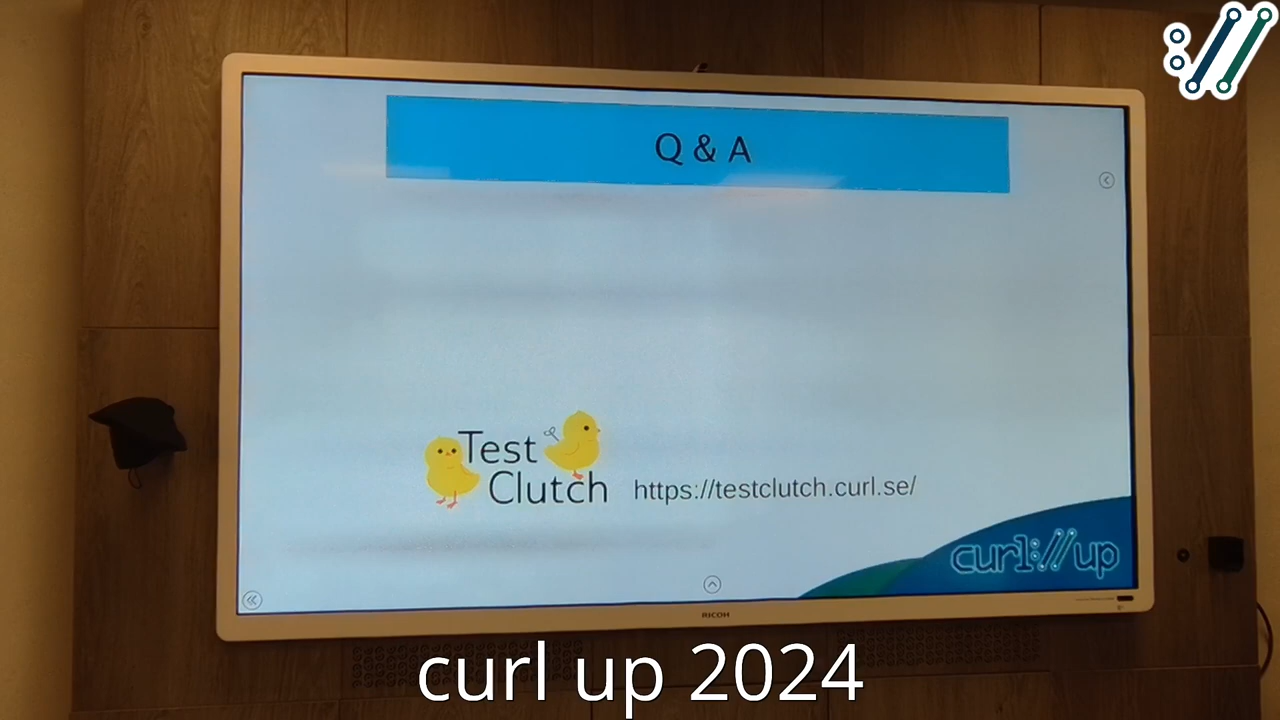 Q & A
Test
Clutch
https://testclutch.curl.se/
curl://up
RICOH
curl up 2024